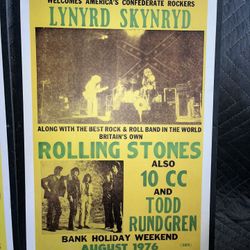 WELCOMES AMERICA'S CONFEDERATE ROCKERS
LYNYRD SKYNYRD
ALONG WITH THE BEST ROCK & ROLL BAND IN THE WORLD
BRITAIN'S OWN
ROLLING STONES
ALSO
10 CC
AND
TODD
RUNDGREN
BANK HOLIDAY WEEKEND
AUGUST 1976